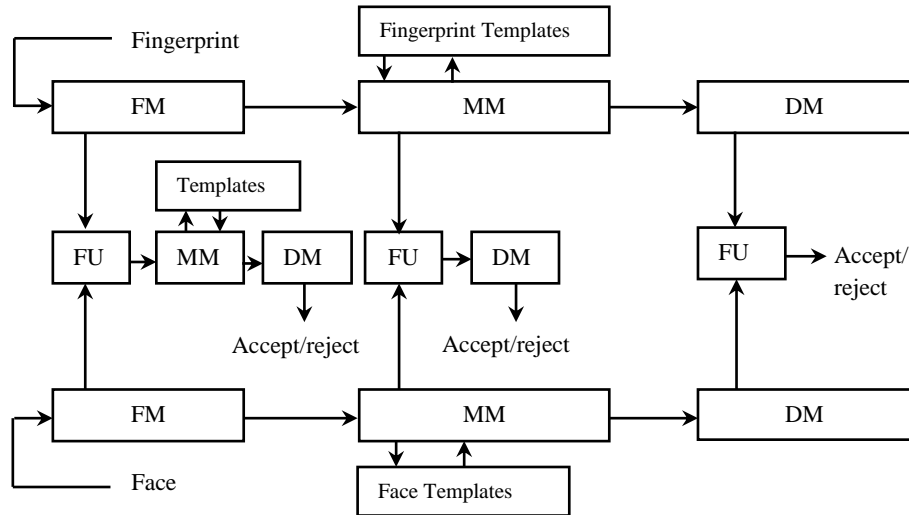 Fingerprint
Fingerprint Templates
FM
MM
DM
Templates
FU
MM
DM
FU
DM
FU
Accept/
reject
Accept/reject
Accept/reject
FM
MM
DM
Face
Face Templates